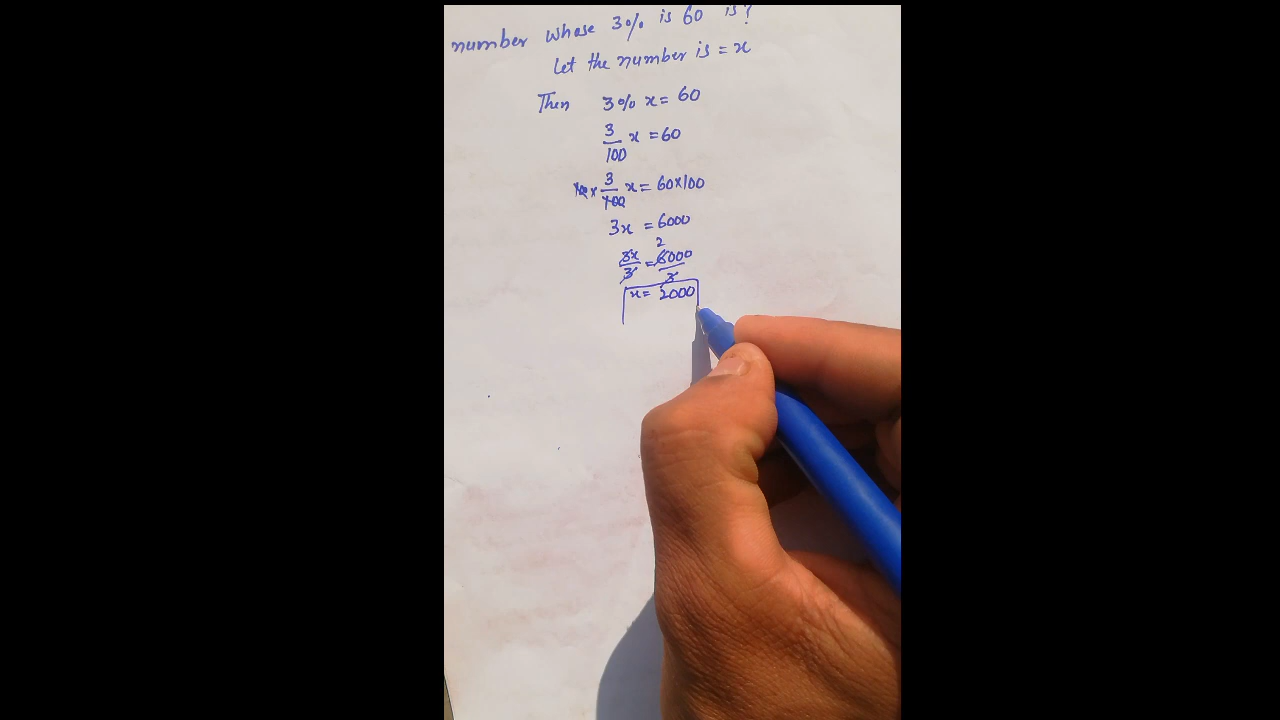 number whose 3% is 60 is?
Let the number is = x
Then 3% x = 60
3/100 x = 60
100 × 3/100 x = 60×100
3x = 6000
3x/3 = 6000/3 2
x = 2000